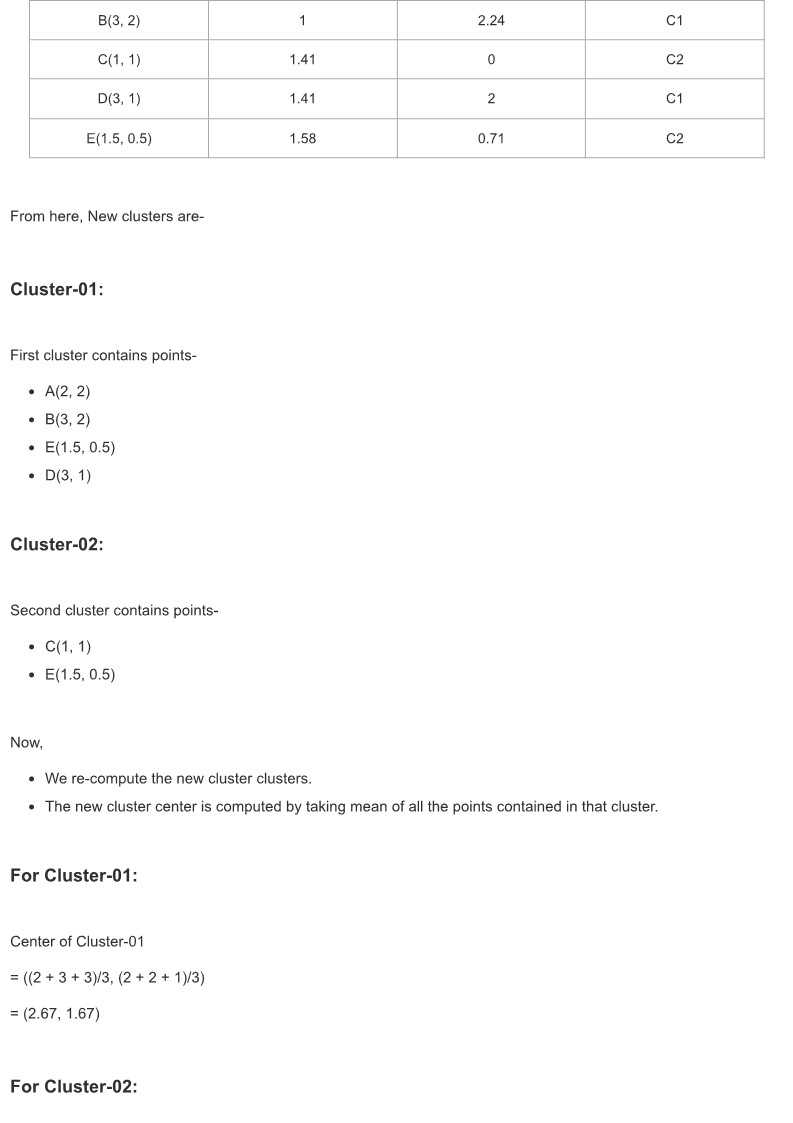 B(3, 2) 1 2.24 C1
C(1, 1) 1.41 0 C2
D(3, 1) 1.41 2 C1
E(1.5, 0.5) 1.58 0.71 C2
From here, New clusters are-
Cluster-01:
First cluster contains points-
• A(2, 2)
• B(3, 2)
• E(1.5, 0.5)
• D(3, 1)
Cluster-02:
Second cluster contains points-
• C(1, 1)
• E(1.5, 0.5)
Now,
• We re-compute the new cluster clusters.
• The new cluster center is computed by taking mean of all the points contained in that cluster.
For Cluster-01:
Center of Cluster-01
= ((2 + 3 + 3)/3, (2 + 2 + 1)/3)
= (2.67, 1.67)
For Cluster-02: